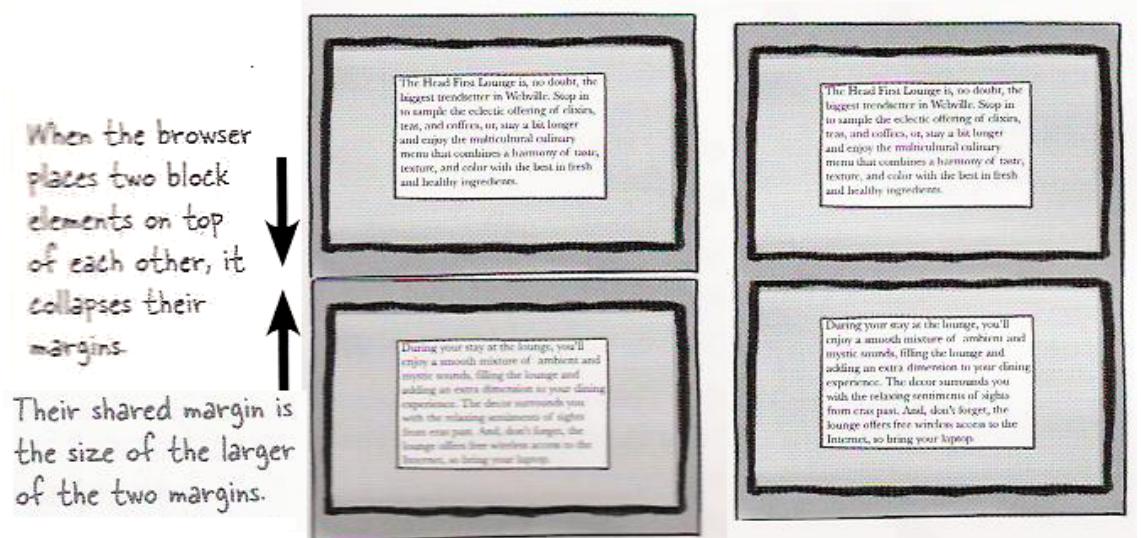 When the browser
places two block
elements on top
of each other, it
collapses their
margins.
Their shared margin is
the size of the larger
of the two margins.
The Head First Lounge is, no doubt, the
biggest trendsetter in Webville. Stop in
to sample the eclectic offering of elixirs,
teas, and coffees, or, stay a bit longer
and enjoy the multicultural culinary
menu that combines a harmony of taste,
texture, and color with the best in fresh
and healthy ingredients.
During your stay at the lounge, you'll
enjoy a smooth mixture of ambient and
mystic sounds, filling the lounge and
adding an extra dimension to your dining
experience. The decor surrounds you
with the relaxing sentiments of sights
from eras past. And, don't forget, the
lounge offers free wireless access to the
Internet, so bring your laptop.
The Head First Lounge is, no doubt, the
biggest trendsetter in Webville. Stop in
to sample the eclectic offering of elixirs,
teas, and coffees, or, stay a bit longer
and enjoy the multicultural culinary
menu that combines a harmony of taste,
texture, and color with the best in fresh
and healthy ingredients.
During your stay at the lounge, you'll
enjoy a smooth mixture of ambient and
mystic sounds, filling the lounge and
adding an extra dimension to your dining
experience. The decor surrounds you
with the relaxing sentiments of sights
from eras past. And, don't forget, the
lounge offers free wireless access to the
Internet, so bring your laptop.